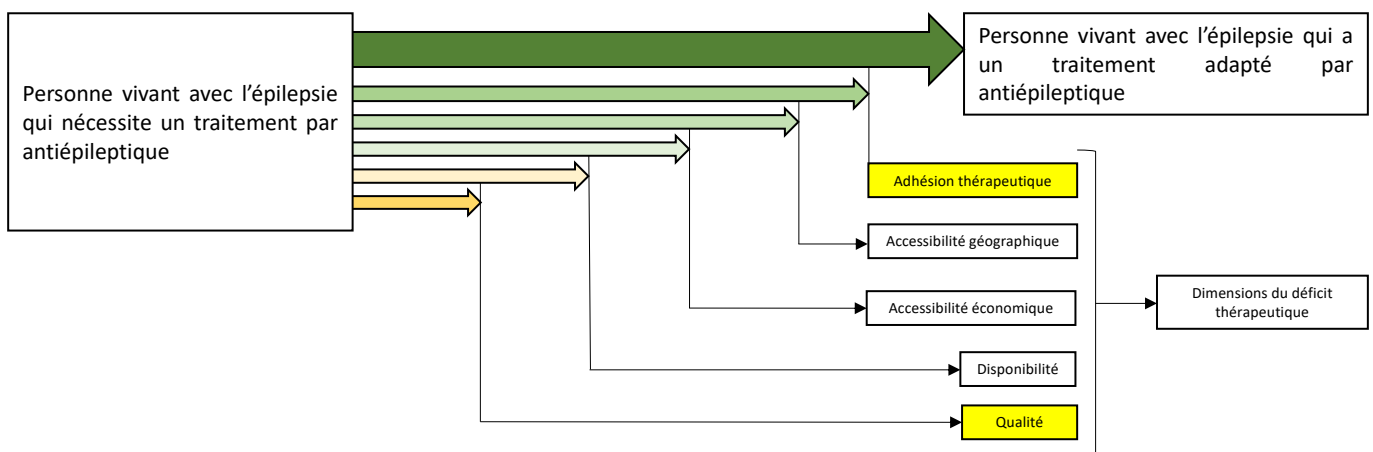 Personne vivant avec l’épilepsie
qui nécessite un traitement par
antiépileptique
Personne vivant avec l’épilepsie qui a
un traitement adapté par
antiépileptique
Adhésion thérapeutique
Accessibilité géographique
Accessibilité économique
Disponibilité
Qualité
Dimensions du déficit
thérapeutique